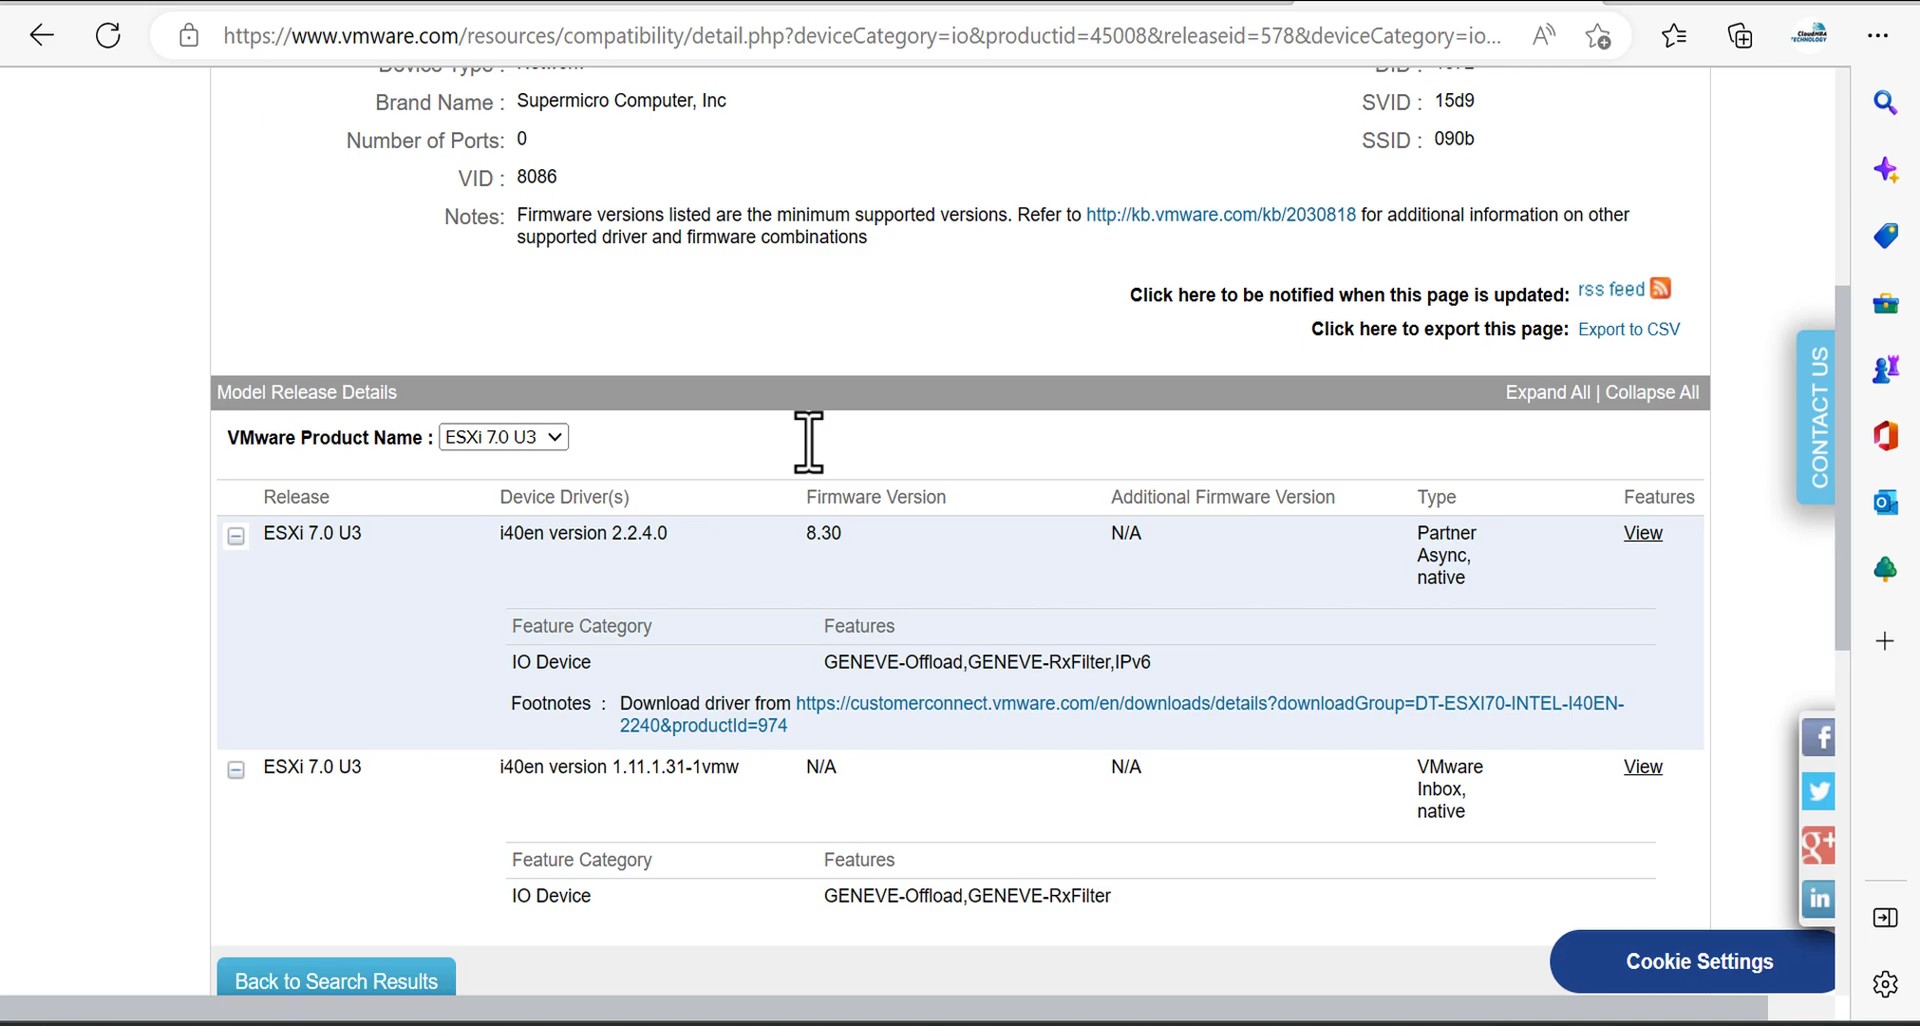 https://www.vmware.com/resources/compatibility/detail.php?deviceCategory=io&productid=45008&releaseid=578&deviceCategory=io...
Brand Name : Supermicro Computer, Inc
SVID : 15d9
Number of Ports: 0
SSID : 090b
VID : 8086
Notes: Firmware versions listed are the minimum supported versions. Refer to http://kb.vmware.com/kb/2030818 for additional information on other
supported driver and firmware combinations
Click here to be notified when this page is updated: rss feed
Click here to export this page: Export to CSV
CONTACT US
Model Release Details
Expand All | Collapse All
VMware Product Name : ESXi 7.0 U3
Release Device Driver(s) Firmware Version Additional Firmware Version Type Features
ESXi 7.0 U3 i40en version 2.2.4.0 8.30 N/A Partner View
Async,
native
Feature Category Features
IO Device GENEVE-Offload,GENEVE-RxFilter,IPv6
Footnotes : Download driver from https://customerconnect.vmware.com/en/downloads/details?downloadGroup=DT-ESXI70-INTEL-I40EN-
2240&productId=974
ESXi 7.0 U3 i40en version 1.11.1.31-1vmw N/A N/A VMware View
Inbox,
native
Feature Category Features
IO Device GENEVE-Offload,GENEVE-RxFilter
Cookie Settings
Back to Search Results